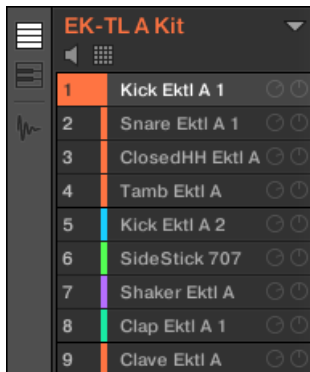 EK-TL A Kit
1 Kick Ektl A 1
2 Snare Ektl A 1
3 ClosedHH Ektl A
4 Tamb Ektl A
5 Kick Ektl A 2
6 SideStick 707
7 Shaker Ektl A
8 Clap Ektl A 1
9 Clave Ektl A